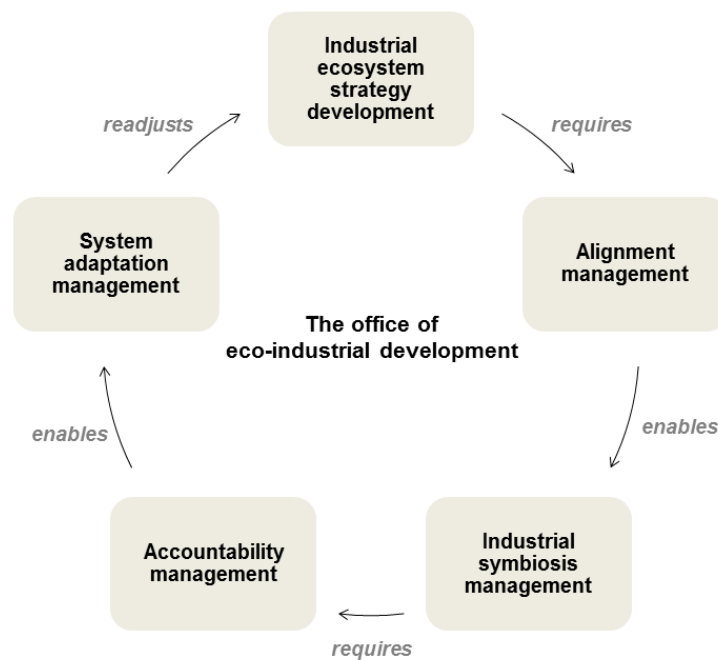 Industrial
ecosystem
strategy
development
readjusts
requires
System
adaptation
management
Alignment
management
The office of
eco-industrial development
enables
enables
Accountability
management
Industrial
symbiosis
management
requires